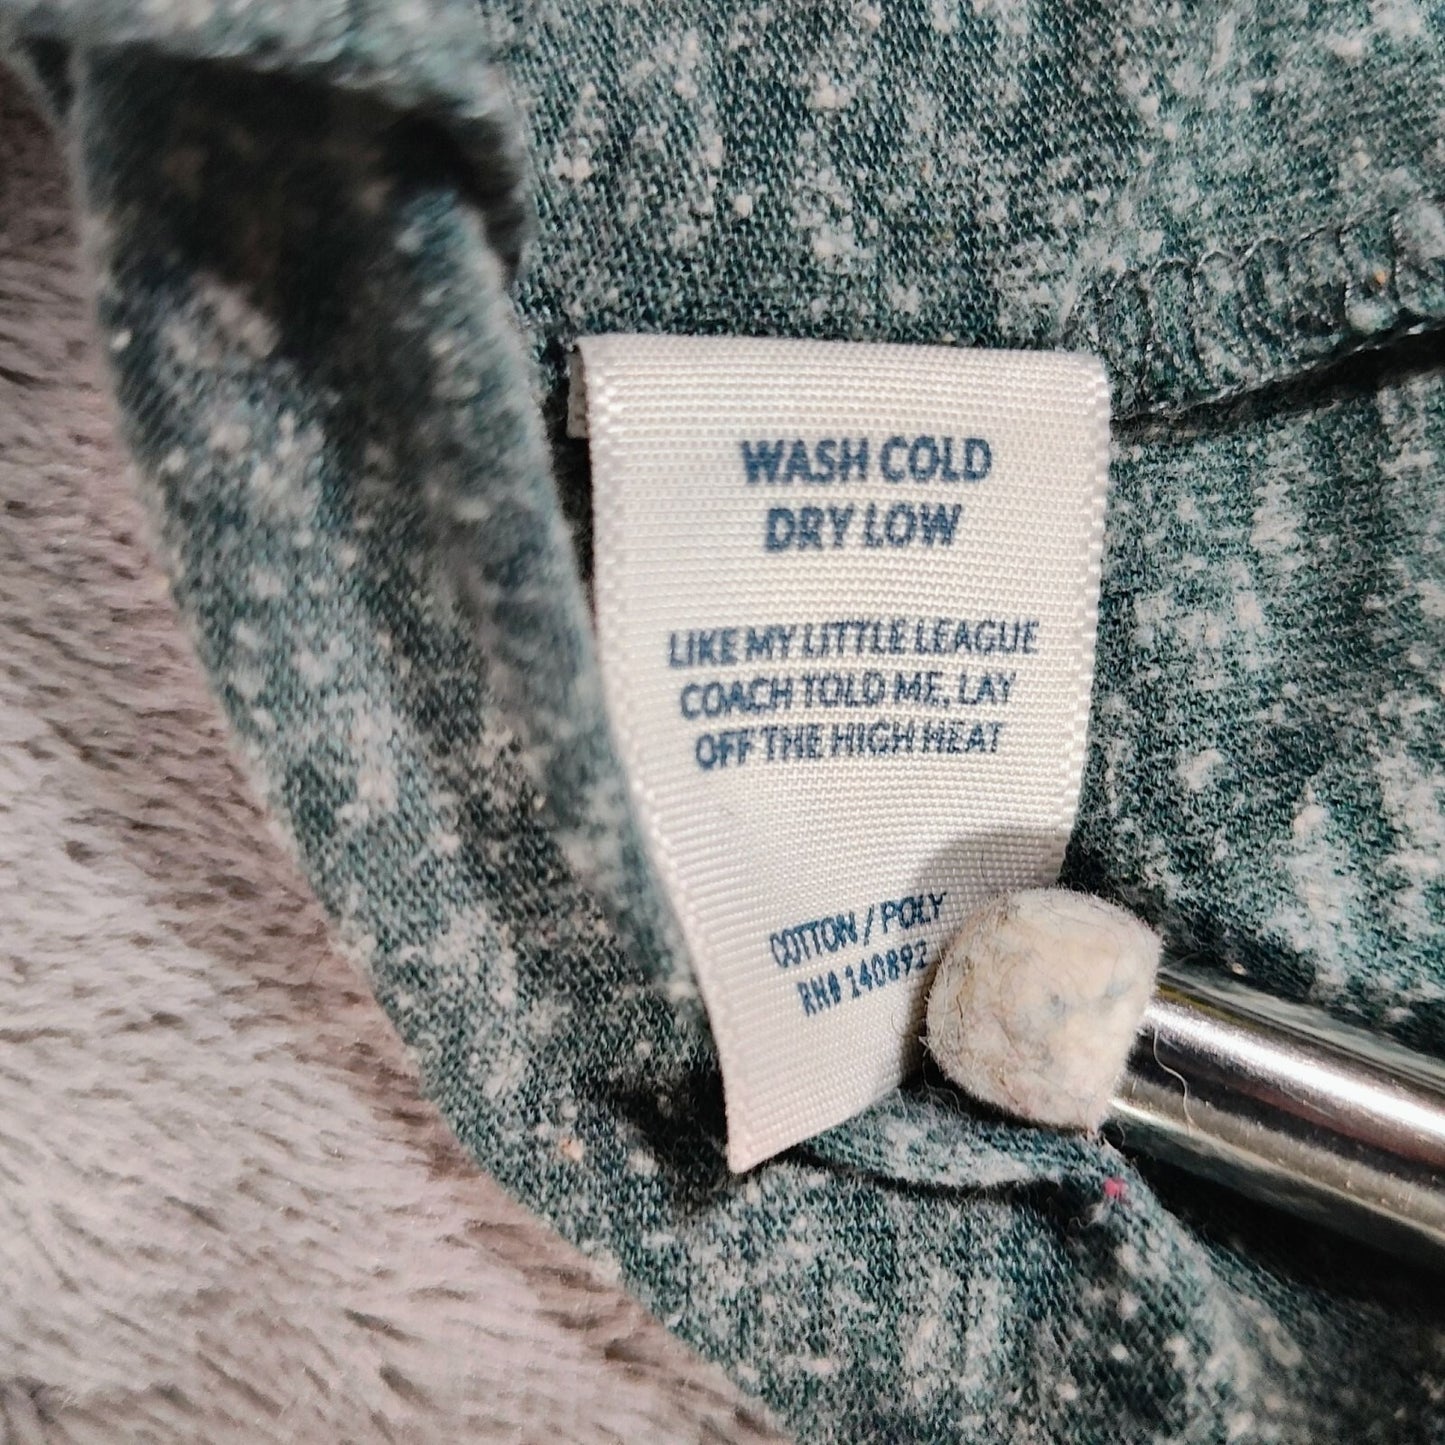 WASH COLD
DRY LOW
LIKE MY LITTLE LEAGUE
COACH TOLD ME, LAY
OFF THE HIGH HEAT
COTTON / POLY
RN# 140892